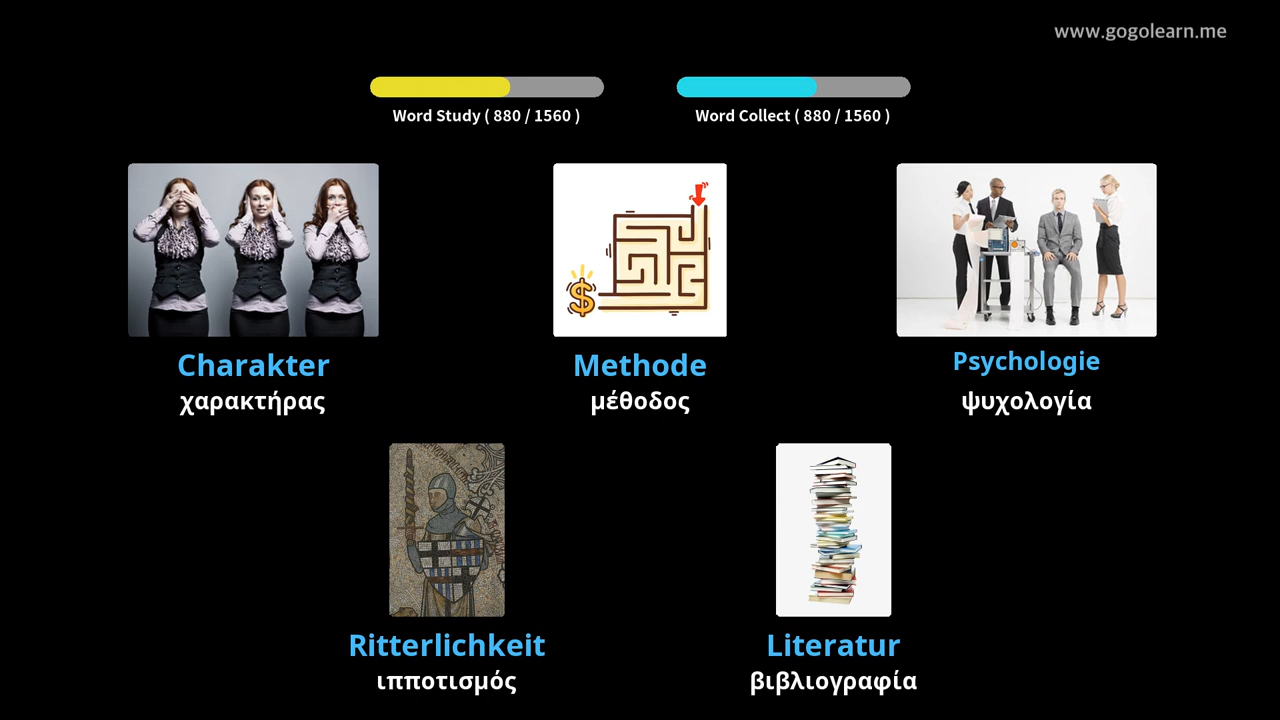 www.gogolearn.me
Word Study ( 880 / 1560 )
Word Collect ( 880 / 1560 )
Charakter
χαρακτήρας
Methode
μέθοδος
Psychologie
ψυχολογία
Ritterlichkeit
ιπποτισμός
Literatur
βιβλιογραφία